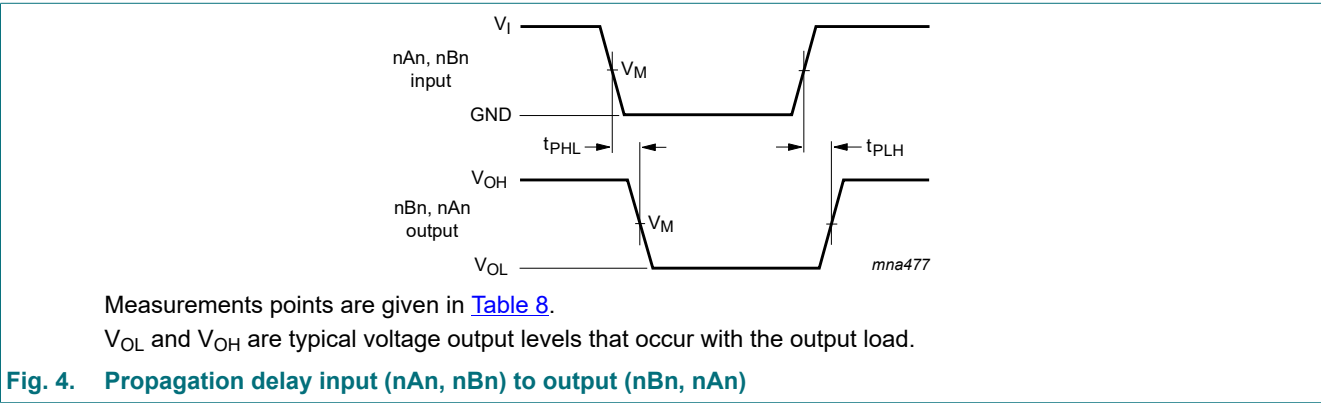 V_I
nAn, nBn
input
V_M
GND
t_PHL
t_PLH
V_OH
nBn, nAn
output
V_M
V_OL
mna477
Measurements points are given in Table 8.
V_OL and V_OH are typical voltage output levels that occur with the output load.
Fig. 4. Propagation delay input (nAn, nBn) to output (nBn, nAn)